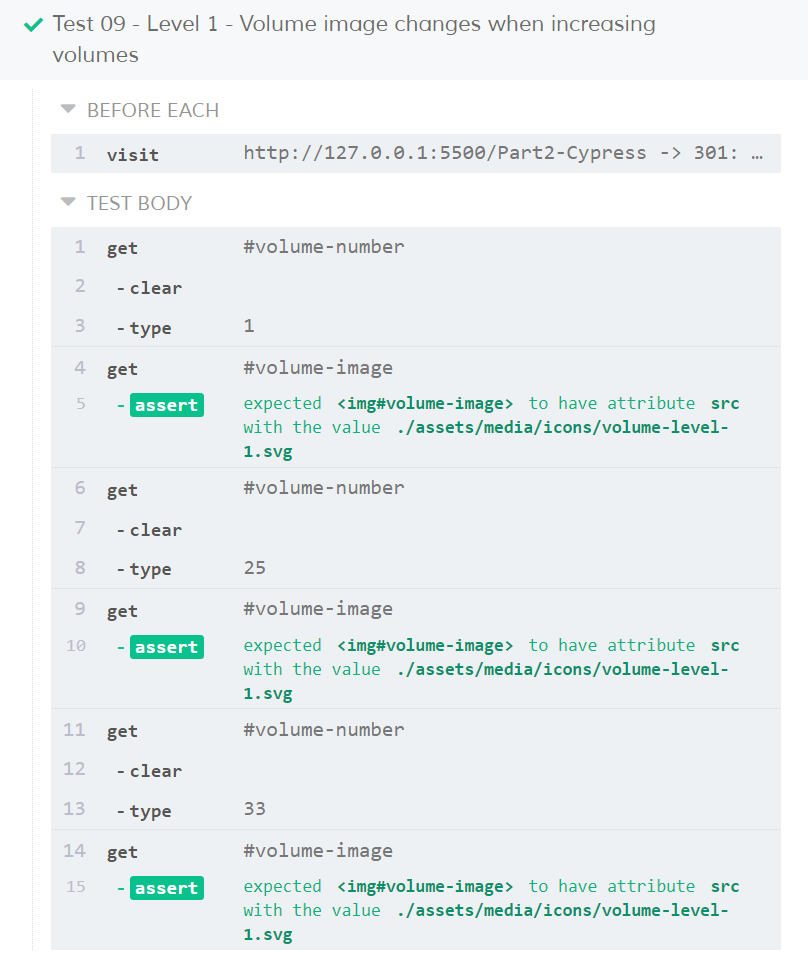 Test 09 - Level 1 - Volume image changes when increasing
volumes
BEFORE EACH
1 visit http://127.0.0.1:5500/Part2-Cypress -> 301: …
TEST BODY
1 get #volume-number
2 -clear
3 -type 1
4 get #volume-image
5 -assert expected <img#volume-image> to have attribute src
with the value ./assets/media/icons/volume-level-
1.svg
6 get #volume-number
7 -clear
8 -type 25
9 get #volume-image
10 -assert expected <img#volume-image> to have attribute src
with the value ./assets/media/icons/volume-level-
1.svg
11 get #volume-number
12 -clear
13 -type 33
14 get #volume-image
15 -assert expected <img#volume-image> to have attribute src
with the value ./assets/media/icons/volume-level-
1.svg